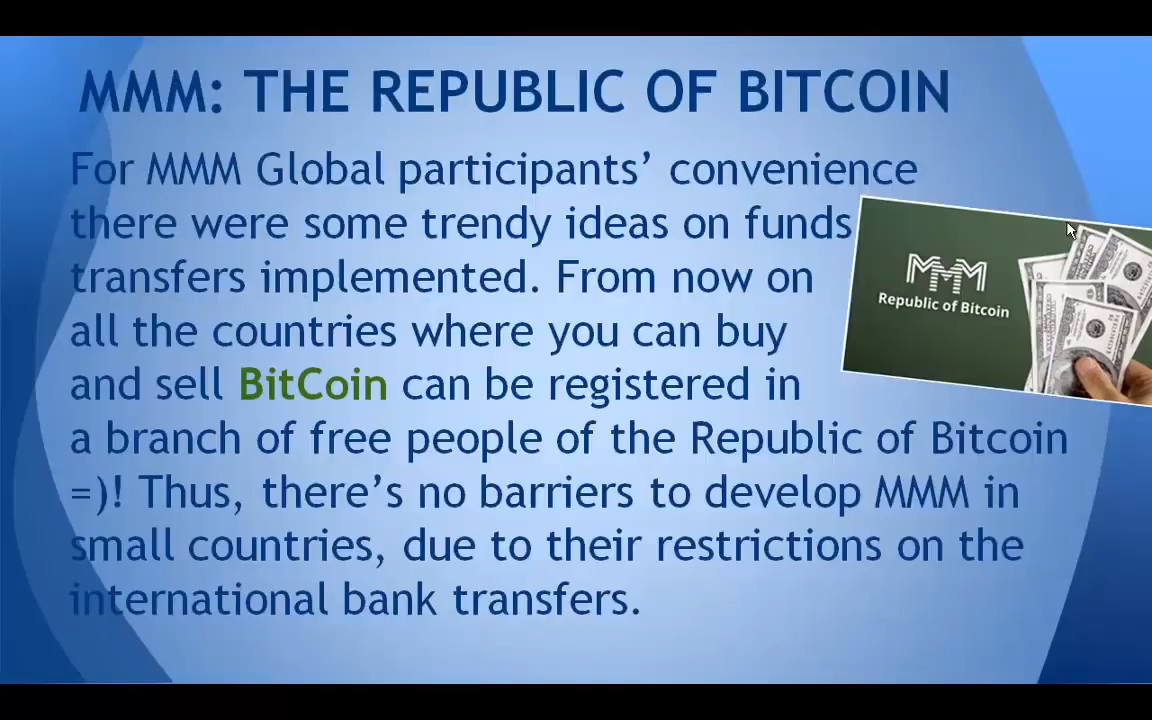 MMM: THE REPUBLIC OF BITCOIN
For MMM Global participants’ convenience
there were some trendy ideas on funds
transfers implemented. From now on
all the countries where you can buy
and sell BitCoin can be registered in
a branch of free people of the Republic of Bitcoin
=)! Thus, there’s no barriers to develop MMM in
small countries, due to their restrictions on the
international bank transfers.
MMM
Republic of Bitcoin